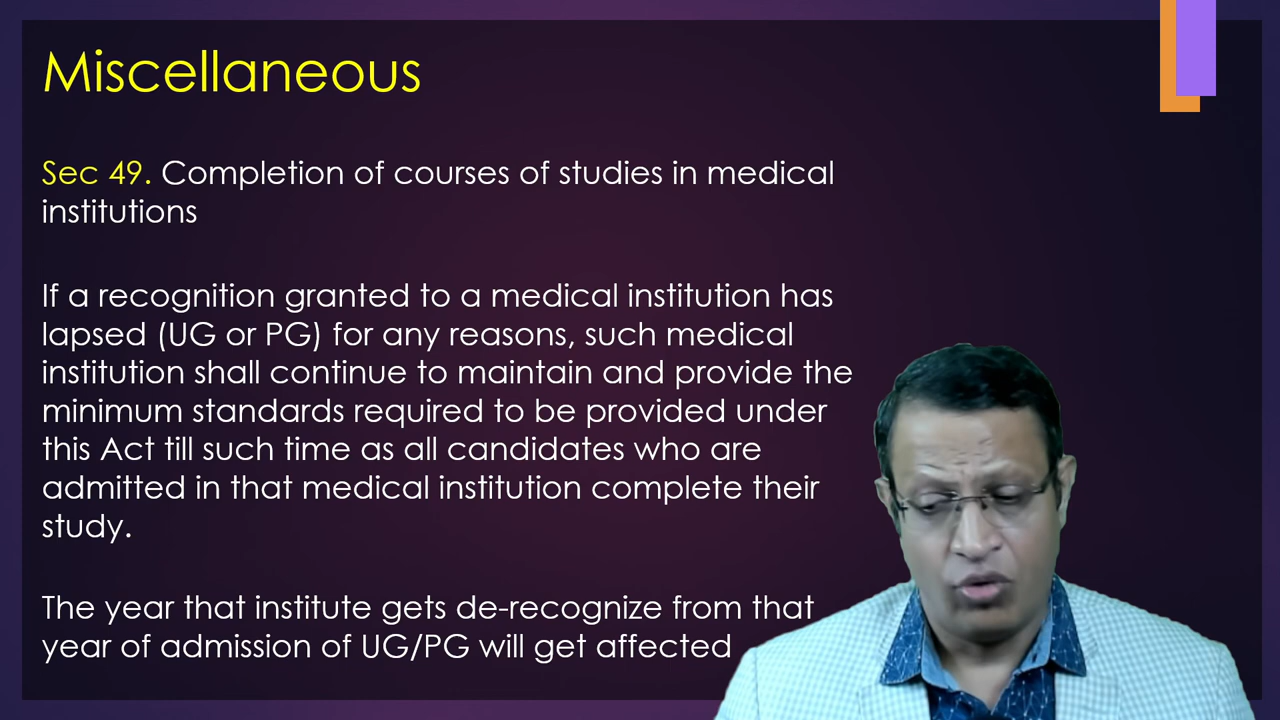 Miscellaneous
Sec 49. Completion of courses of studies in medical
institutions
If a recognition granted to a medical institution has
lapsed (UG or PG) for any reasons, such medical
institution shall continue to maintain and provide the
minimum standards required to be provided under
this Act till such time as all candidates who are
admitted in that medical institution complete their
study.
The year that institute gets de-recognize from that
year of admission of UG/PG will get affected